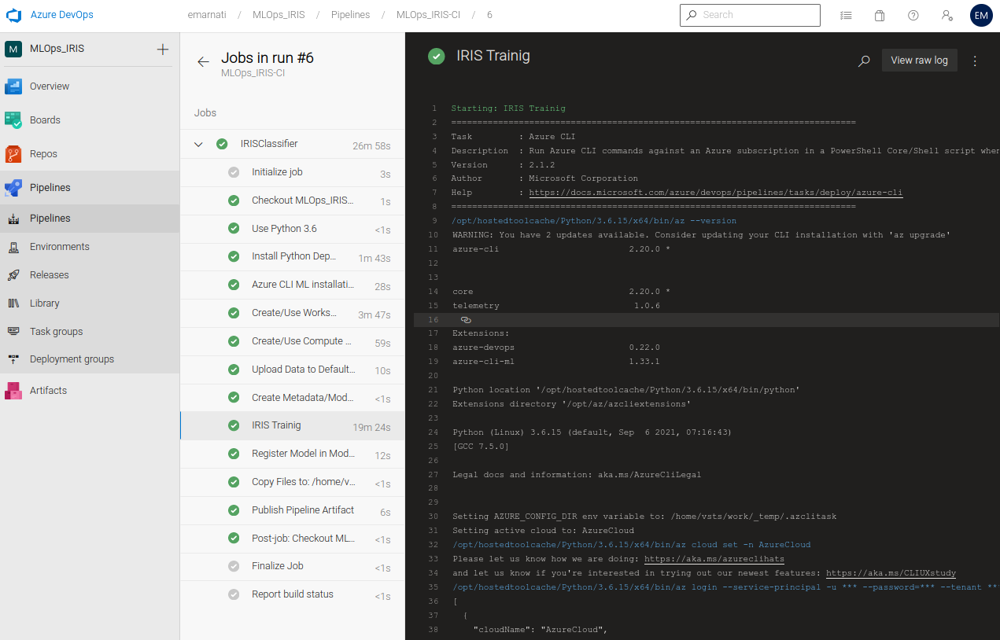 Azure DevOps
emarnati / MLOps_IRIS / Pipelines / MLOps_IRIS-CI / 6
Search
EM
M MLOps_IRIS
Overview
Boards
Repos
Pipelines
Pipelines
Environments
Releases
Library
Task groups
Deployment groups
Artifacts
Jobs in run #6
MLOps_IRIS-CI
Jobs
IRISClassifier 26m 58s
Initialize job 3s
Checkout MLOps_IRIS... 1s
Use Python 3.6 <1s
Install Python Dep... 1m 43s
Azure CLI ML installati... 28s
Create/Use Works... 3m 47s
Create/Use Compute ... 59s
Upload Data to Default... 10s
Create Metadata/Mod... <1s
IRIS Trainig 19m 24s
Register Model in Mod... 12s
Copy Files to: /home/v... <1s
Publish Pipeline Artifact 6s
Post-job: Checkout ML... <1s
Finalize Job <1s
Report build status <1s
IRIS Trainig
View raw log
1 Starting: IRIS Trainig
2 ==============================================================================
3 Task : Azure CLI
4 Description : Run Azure CLI commands against an Azure subscription in a PowerShell Core/Shell script when
5 Version : 2.1.2
6 Author : Microsoft Corporation
7 Help : https://docs.microsoft.com/azure/devops/pipelines/tasks/deploy/azure-cli
8 ==============================================================================
9 /opt/hostedtoolcache/Python/3.6.15/x64/bin/az --version
10 WARNING: You have 2 updates available. Consider updating your CLI installation with 'az upgrade'
11 azure-cli 2.20.0 *
12
13
14 core 2.20.0 *
15 telemetry 1.0.6
16
17 Extensions:
18 azure-devops 0.22.0
19 azure-cli-ml 1.33.1
20
21 Python location '/opt/hostedtoolcache/Python/3.6.15/x64/bin/python'
22 Extensions directory '/opt/az/azcliextensions'
23
24 Python (Linux) 3.6.15 (default, Sep  6 2021, 07:16:43)
25 [GCC 7.5.0]
26
27 Legal docs and information: aka.ms/AzureCliLegal
28
29
30 Setting AZURE_CONFIG_DIR env variable to: /home/vsts/work/_temp/.azclitask
31 Setting active cloud to: AzureCloud
32 /opt/hostedtoolcache/Python/3.6.15/x64/bin/az cloud set -n AzureCloud
33 Please let us know how we are doing: https://aka.ms/azureclihats
34 and let us know if you're interested in trying out our newest features: https://aka.ms/CLIUXstudy
35 /opt/hostedtoolcache/Python/3.6.15/x64/bin/az login --service-principal -u *** --password=*** --tenant **
36 [
37 {
38 "cloudName": "AzureCloud",